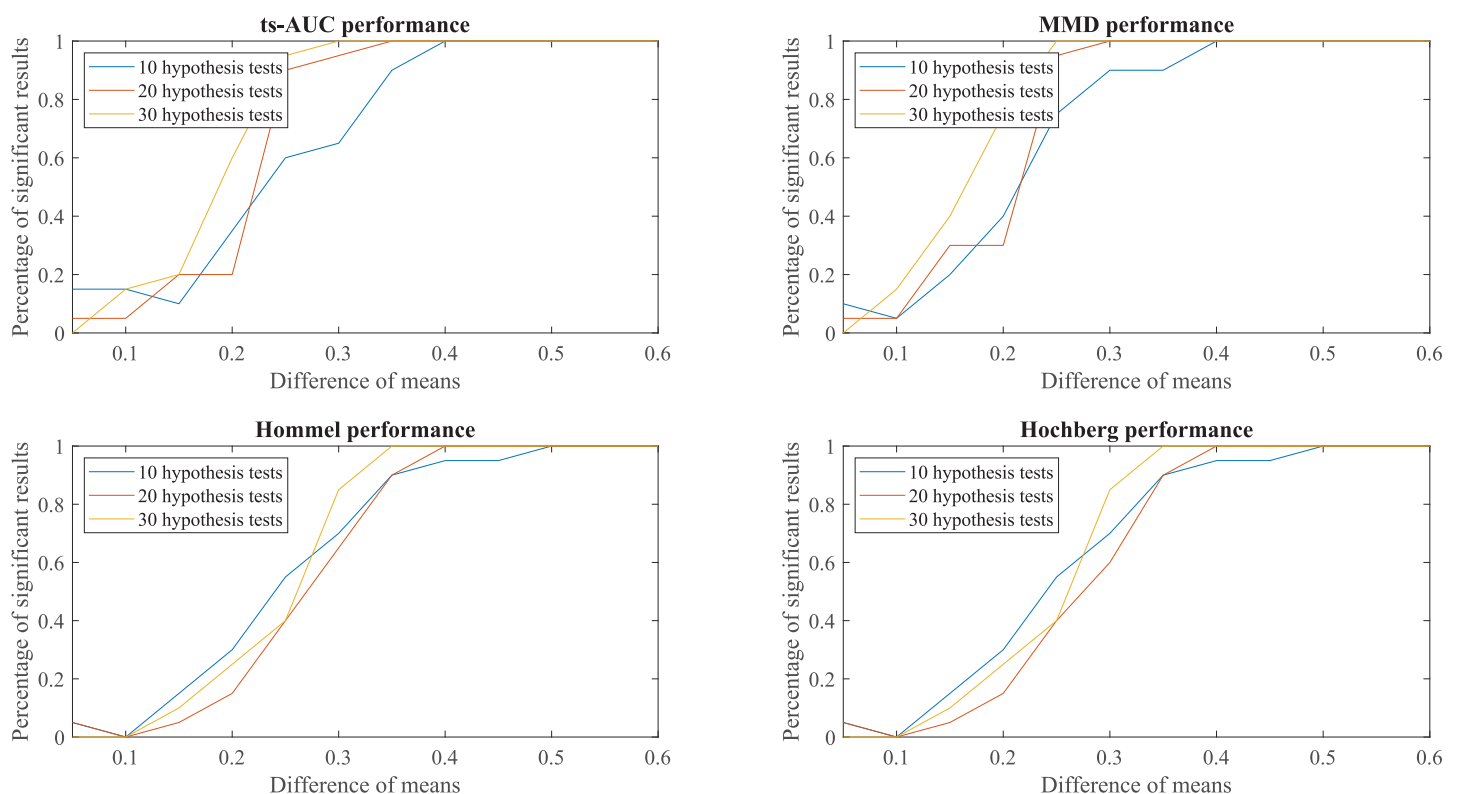 ts-AUC performance
Percentage of significant results
1
0.8
0.6
0.4
0.2
0
10 hypothesis tests
20 hypothesis tests
30 hypothesis tests
0.1 0.2 0.3 0.4 0.5 0.6
Difference of means
MMD performance
Percentage of significant results
1
0.8
0.6
0.4
0.2
0
10 hypothesis tests
20 hypothesis tests
30 hypothesis tests
0.1 0.2 0.3 0.4 0.5 0.6
Difference of means
Hommel performance
Percentage of significant results
1
0.8
0.6
0.4
0.2
0
10 hypothesis tests
20 hypothesis tests
30 hypothesis tests
0.1 0.2 0.3 0.4 0.5 0.6
Difference of means
Hochberg performance
Percentage of significant results
1
0.8
0.6
0.4
0.2
0
10 hypothesis tests
20 hypothesis tests
30 hypothesis tests
0.1 0.2 0.3 0.4 0.5 0.6
Difference of means